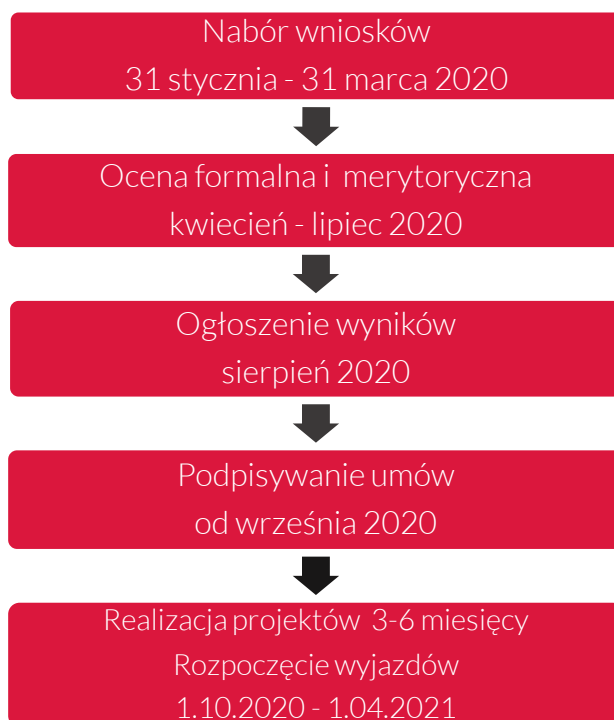 Nabór wniosków
31 stycznia - 31 marca 2020
Ocena formalna i merytoryczna
kwiecień - lipiec 2020
Ogłoszenie wyników
sierpień 2020
Podpisywanie umów
od września 2020
Realizacja projektów 3-6 miesięcy
Rozpoczęcie wyjazdów
1.10.2020 - 1.04.2021